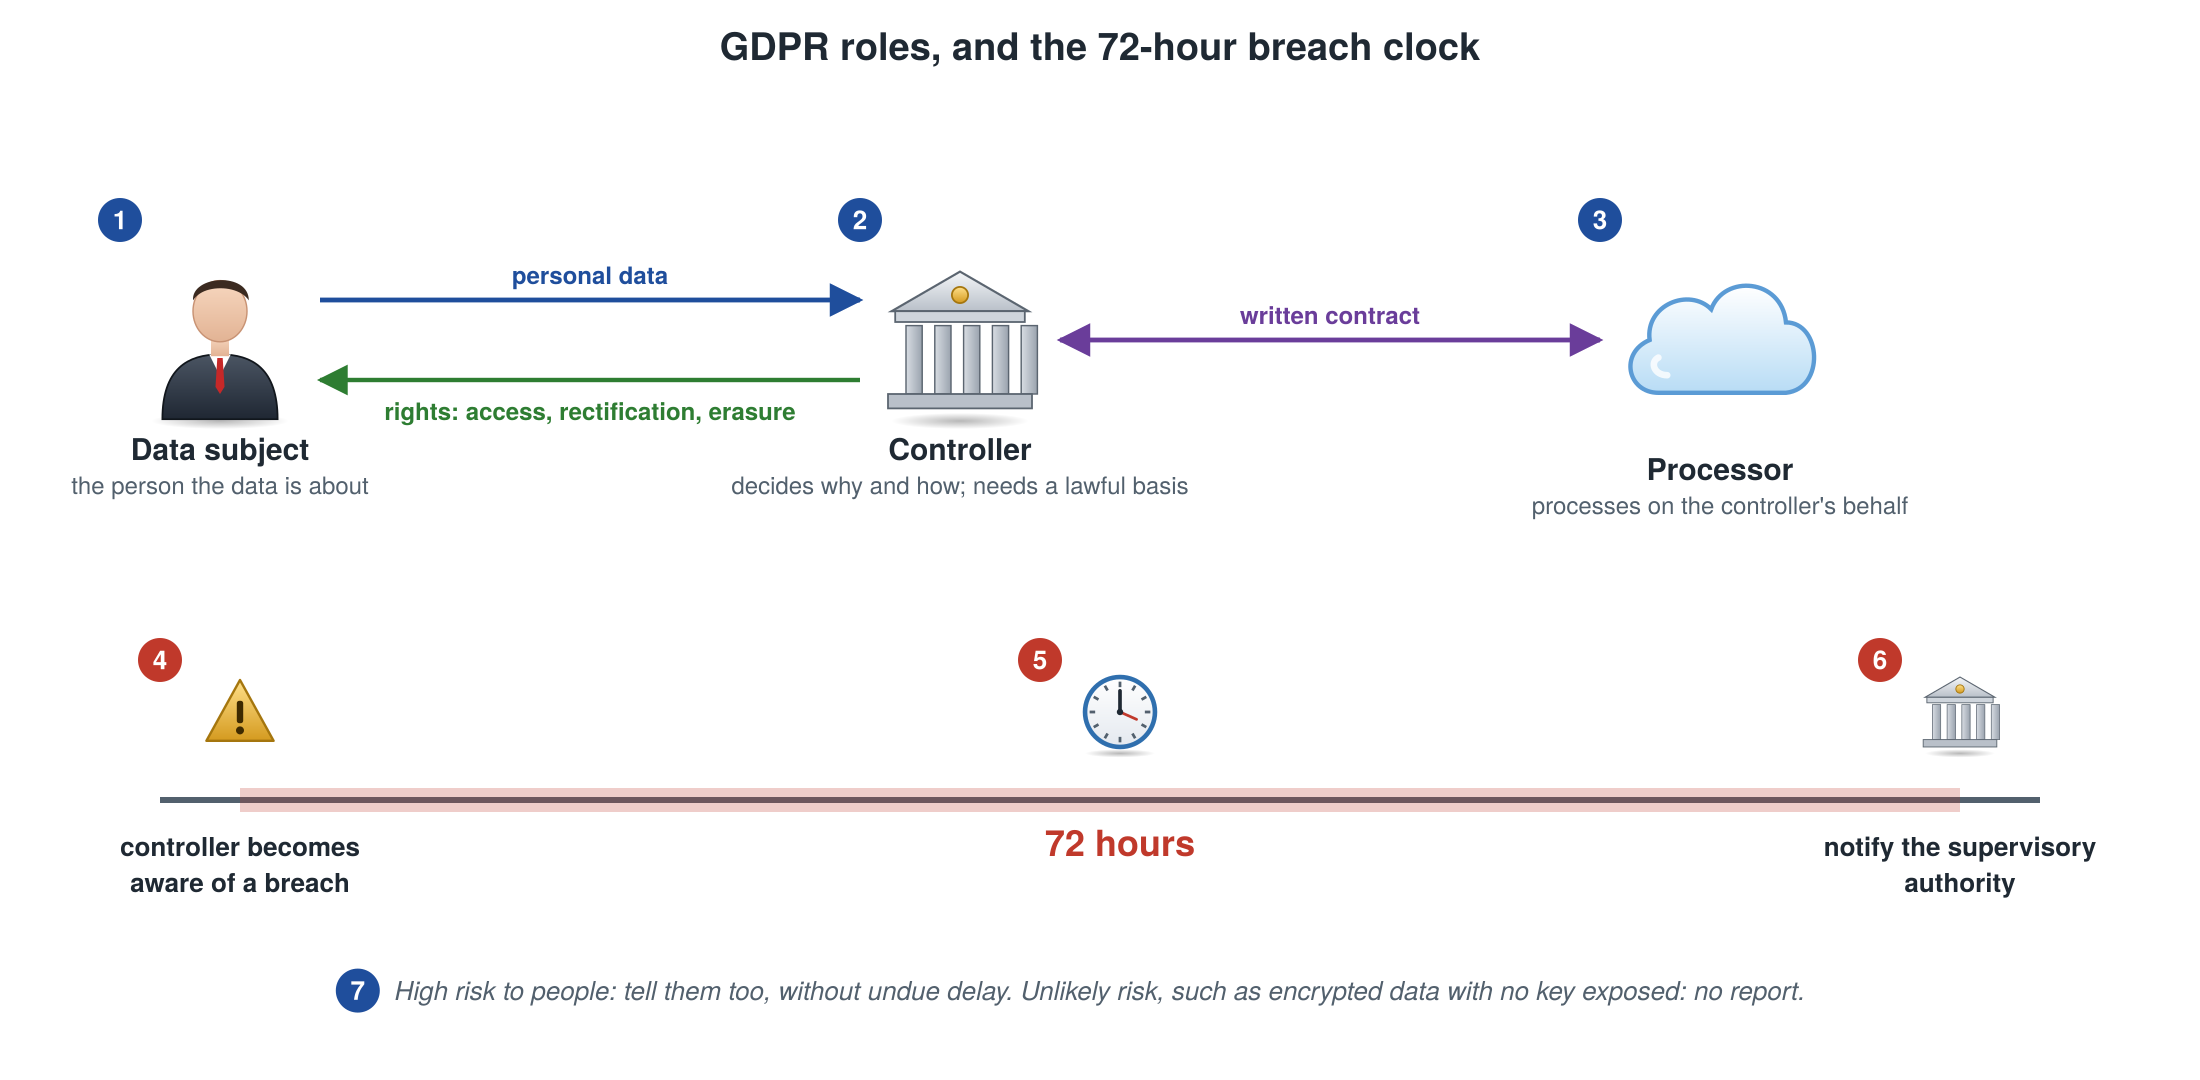 GDPR roles, and the 72-hour breach clock
1
2
3
personal data
written contract
rights: access, rectification, erasure
Data subject
the person the data is about
Controller
decides why and how; needs a lawful basis
Processor
processes on the controller's behalf
4
5
6
controller becomes
aware of a breach
72 hours
notify the supervisory
authority
7 High risk to people: tell them too, without undue delay. Unlikely risk, such as encrypted data with no key exposed: no report.